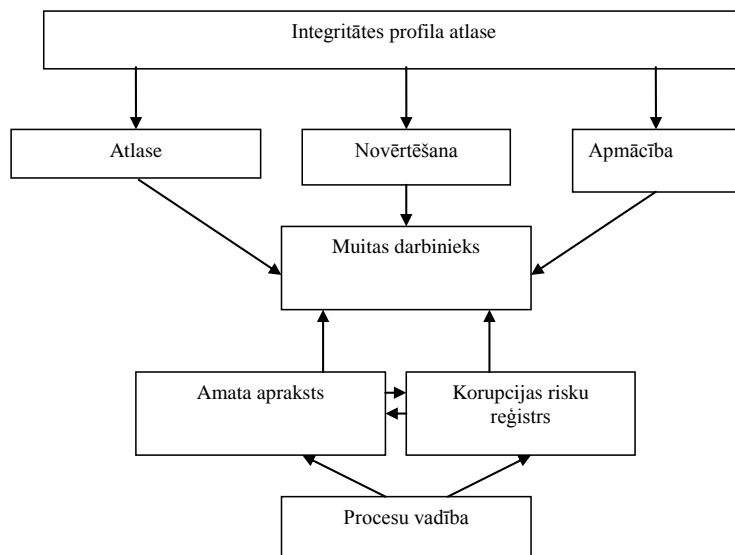 Integritātes profila atlase
Atlase
Novērtēšana
Apmācība
Muitas darbinieks
Amata apraksts
Korupcijas risku
reģistrs
Procesu vadība